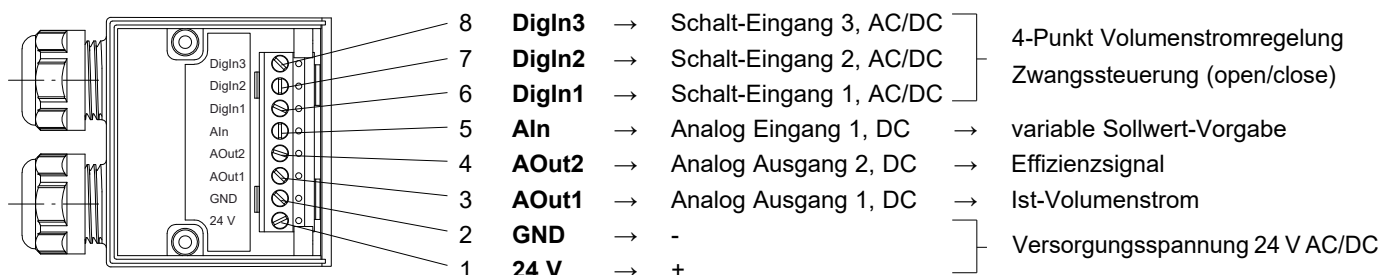 DigIn3
DigIn2
DigIn1
AIn
AOut2
AOut1
GND
24 V
8 DigIn3 → Schalt-Eingang 3, AC/DC
7 DigIn2 → Schalt-Eingang 2, AC/DC
6 DigIn1 → Schalt-Eingang 1, AC/DC
4-Punkt Volumenstromregelung
Zwangssteuerung (open/close)
5 AIn → Analog Eingang 1, DC → variable Sollwert-Vorgabe
4 AOut2 → Analog Ausgang 2, DC → Effizienzsignal
3 AOut1 → Analog Ausgang 1, DC → Ist-Volumenstrom
2 GND → -
1 24 V → +
Versorgungsspannung 24 V AC/DC